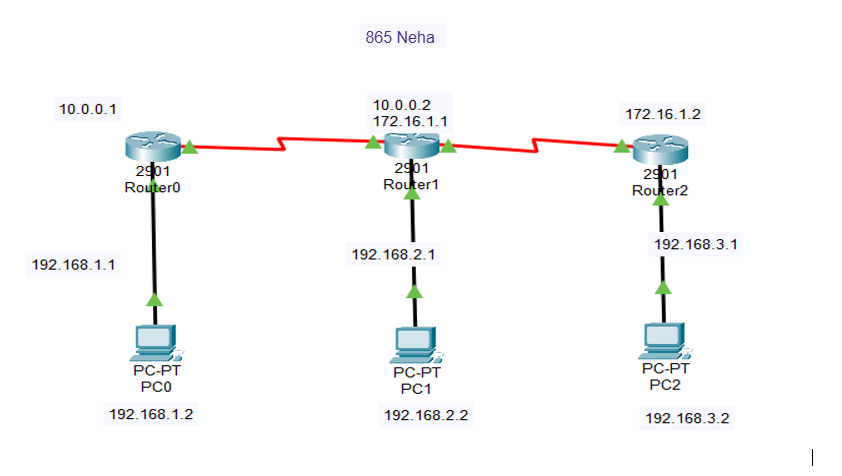 865 Neha
10.0.0.1
10.0.0.2
172.16.1.1
172.16.1.2
2901
Router0
2901
Router1
2901
Router2
192.168.1.1
192.168.2.1
192.168.3.1
PC-PT
PC0
PC-PT
PC1
PC-PT
PC2
192.168.1.2
192.168.2.2
192.168.3.2